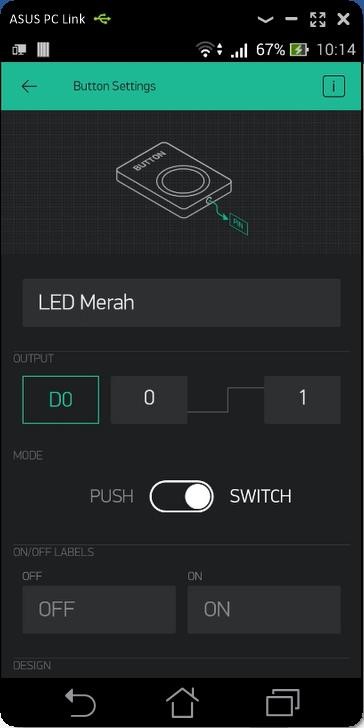 ASUS PC Link
67% 10:14
Button Settings
i
BUTTON
PIN
LED Merah
OUTPUT
D0 0 1
MODE
PUSH SWITCH
ON/OFF LABELS
OFF ON
OFF ON
DESIGN